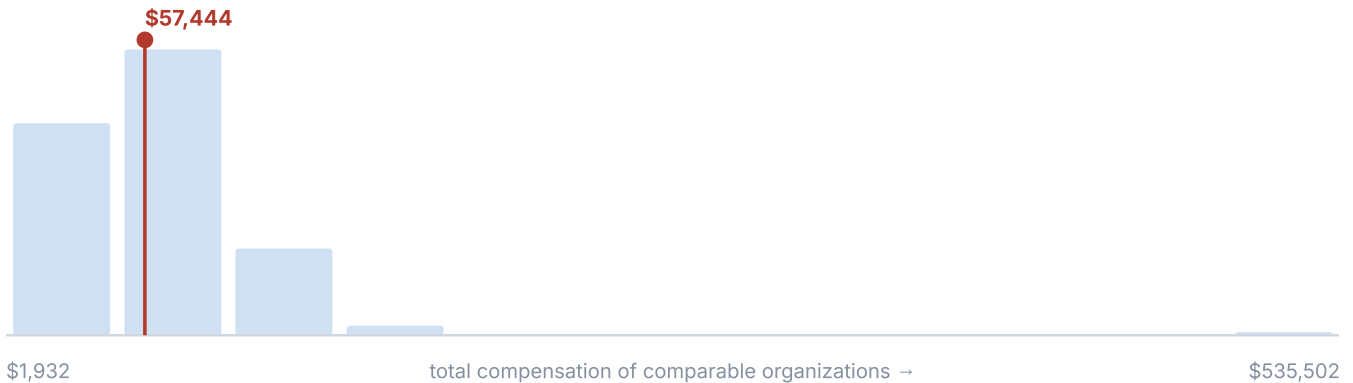 $57,444
$1,932 total compensation of comparable organizations → $535,502